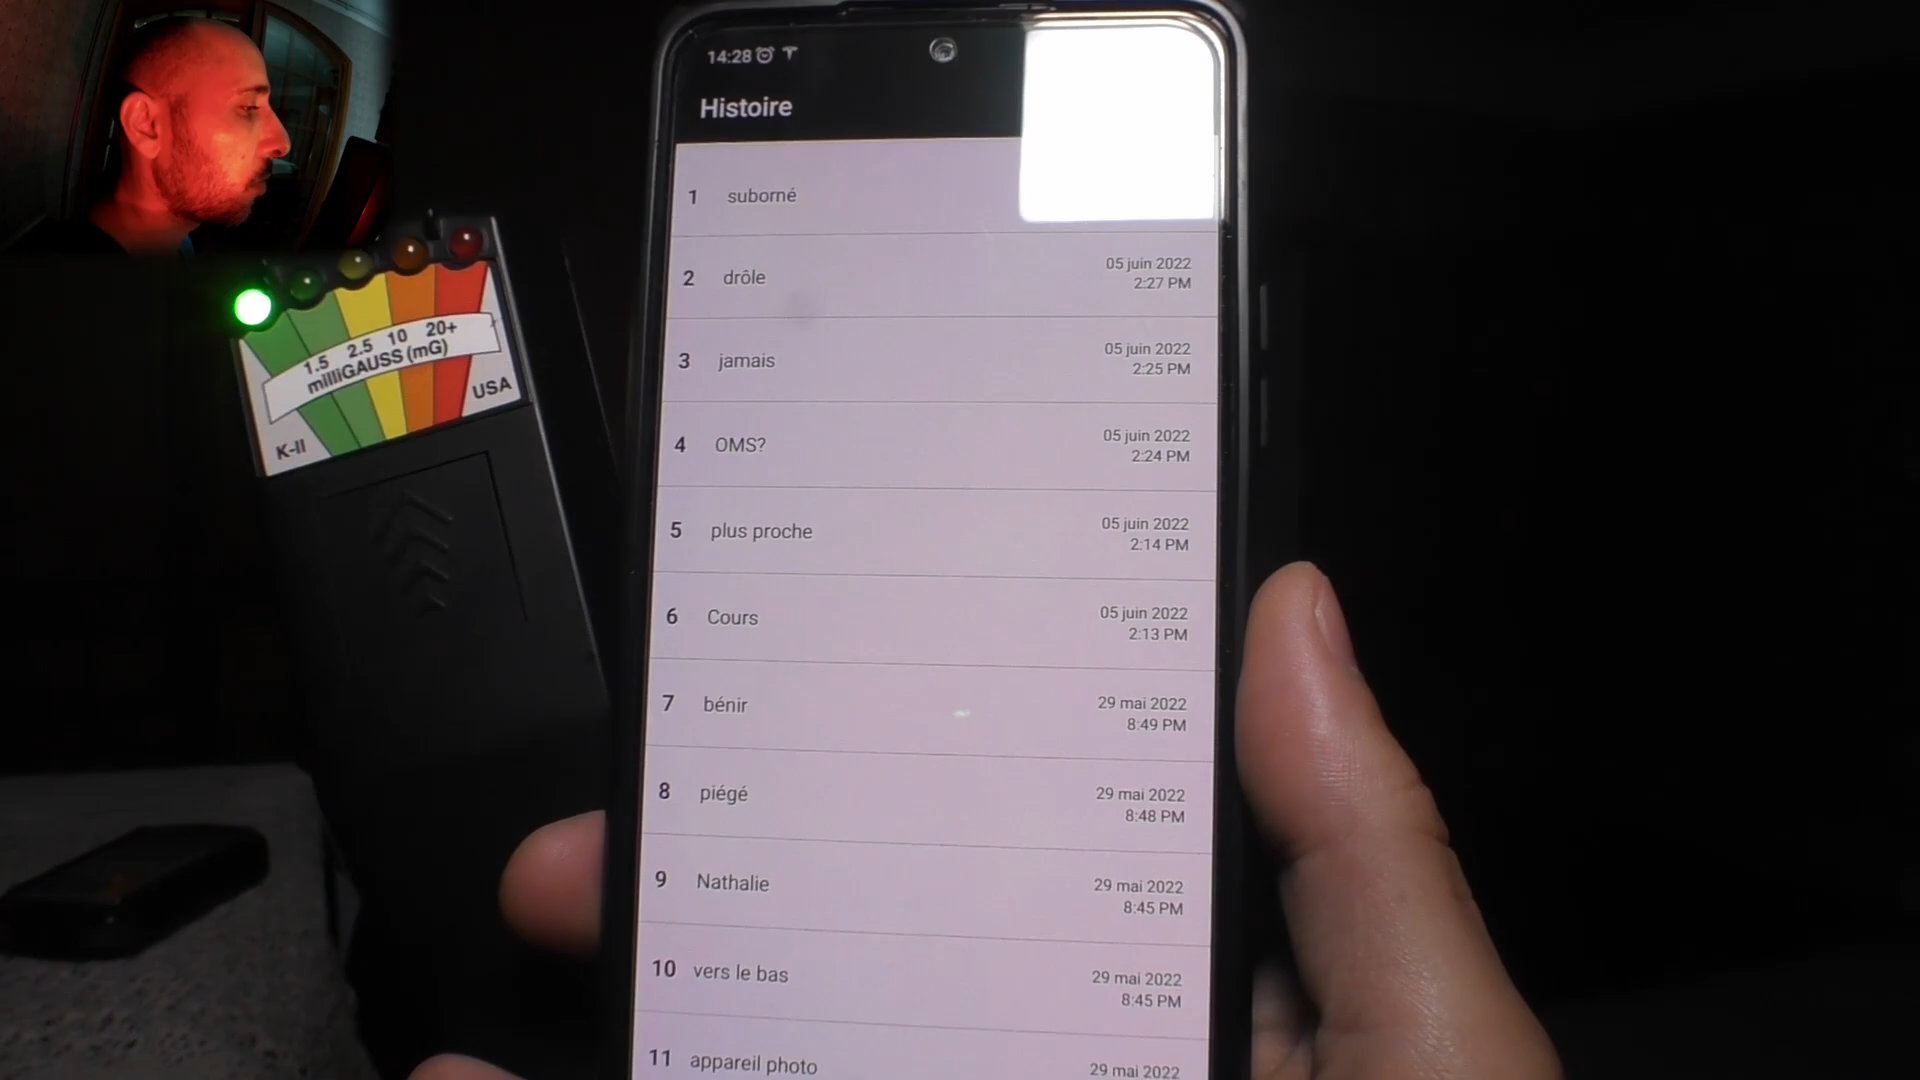 14:28
Histoire
1 suborné
2 drôle 05 juin 2022
2:27 PM
3 jamais 05 juin 2022
2:25 PM
4 OMS? 05 juin 2022
2:24 PM
5 plus proche 05 juin 2022
2:14 PM
6 Cours 05 juin 2022
2:13 PM
7 bénir 29 mai 2022
8:49 PM
8 piégé 29 mai 2022
8:48 PM
9 Nathalie 29 mai 2022
8:45 PM
10 vers le bas 29 mai 2022
8:45 PM
11 appareil photo 29 mai 2022
1.5 2.5 10 20+
milliGAUSS (mG)
USA
K-II